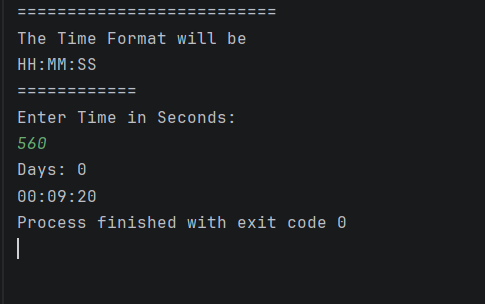 ==========================
The Time Format will be
HH:MM:SS
============
Enter Time in Seconds:
560
Days: 0
00:09:20
Process finished with exit code 0